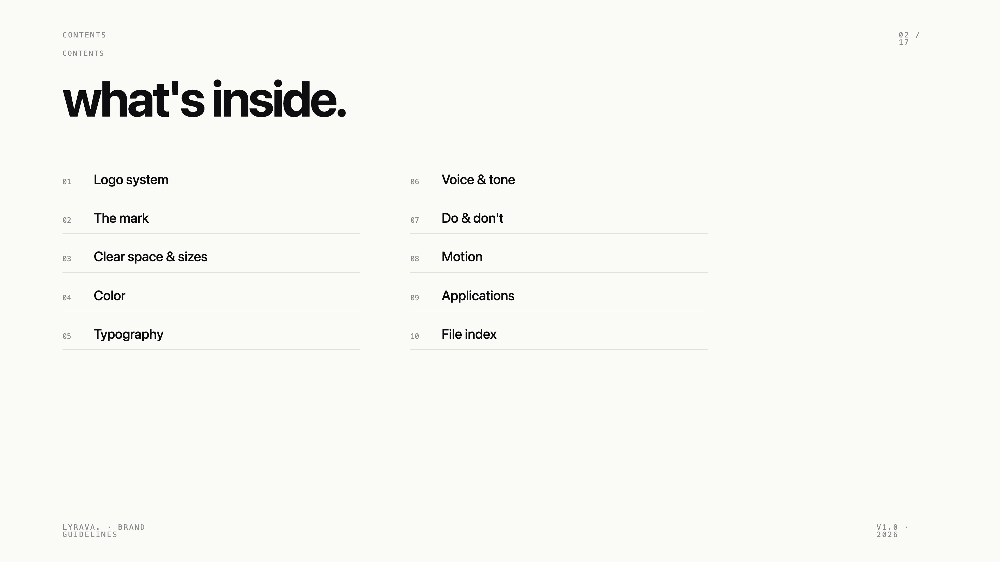 CONTENTS
02 /
17
CONTENTS
what's inside.
01 Logo system
02 The mark
03 Clear space & sizes
04 Color
05 Typography
06 Voice & tone
07 Do & don't
08 Motion
09 Applications
10 File index
LYRAVA. · BRAND
GUIDELINES
V1.0 ·
2026